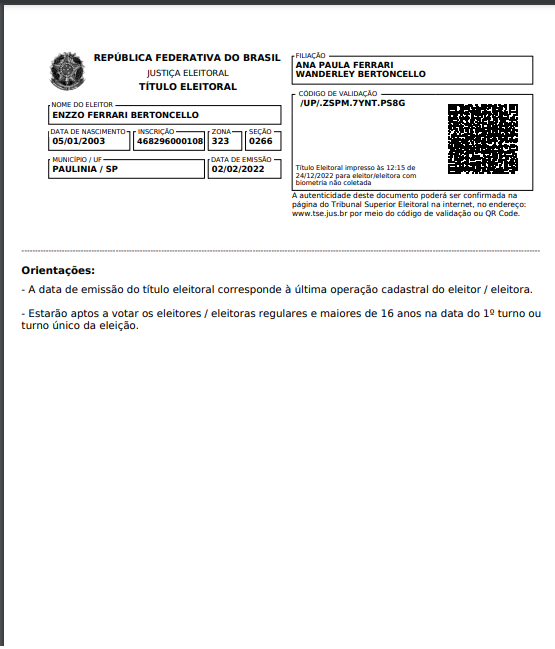 REPÚBLICA FEDERATIVA DO BRASIL
JUSTIÇA ELEITORAL
TÍTULO ELEITORAL
NOME DO ELEITOR
ENZZO FERRARI BERTONCELLO
DATA DE NASCIMENTO INSCRIÇÃO ZONA SEÇÃO
05/01/2003 468296000108 323 0266
MUNICÍPIO / UF DATA DE EMISSÃO
PAULINIA / SP 02/02/2022
FILIAÇÃO
ANA PAULA FERRARI
WANDERLEY BERTONCELLO
CÓDIGO DE VALIDAÇÃO
/UP/.ZSPM.7YNT.PS8G
Título Eleitoral impresso às 12:15 de
24/12/2022 para eleitor/eleitora com
biometria não coletada
A autenticidade deste documento poderá ser confirmada na
página do Tribunal Superior Eleitoral na internet, no endereço:
www.tse.jus.br por meio do código de validação ou QR Code.
Orientações:
- A data de emissão do título eleitoral corresponde à última operação cadastral do eleitor / eleitora.
- Estarão aptos a votar os eleitores / eleitoras regulares e maiores de 16 anos na data do 1º turno ou
turno único da eleição.